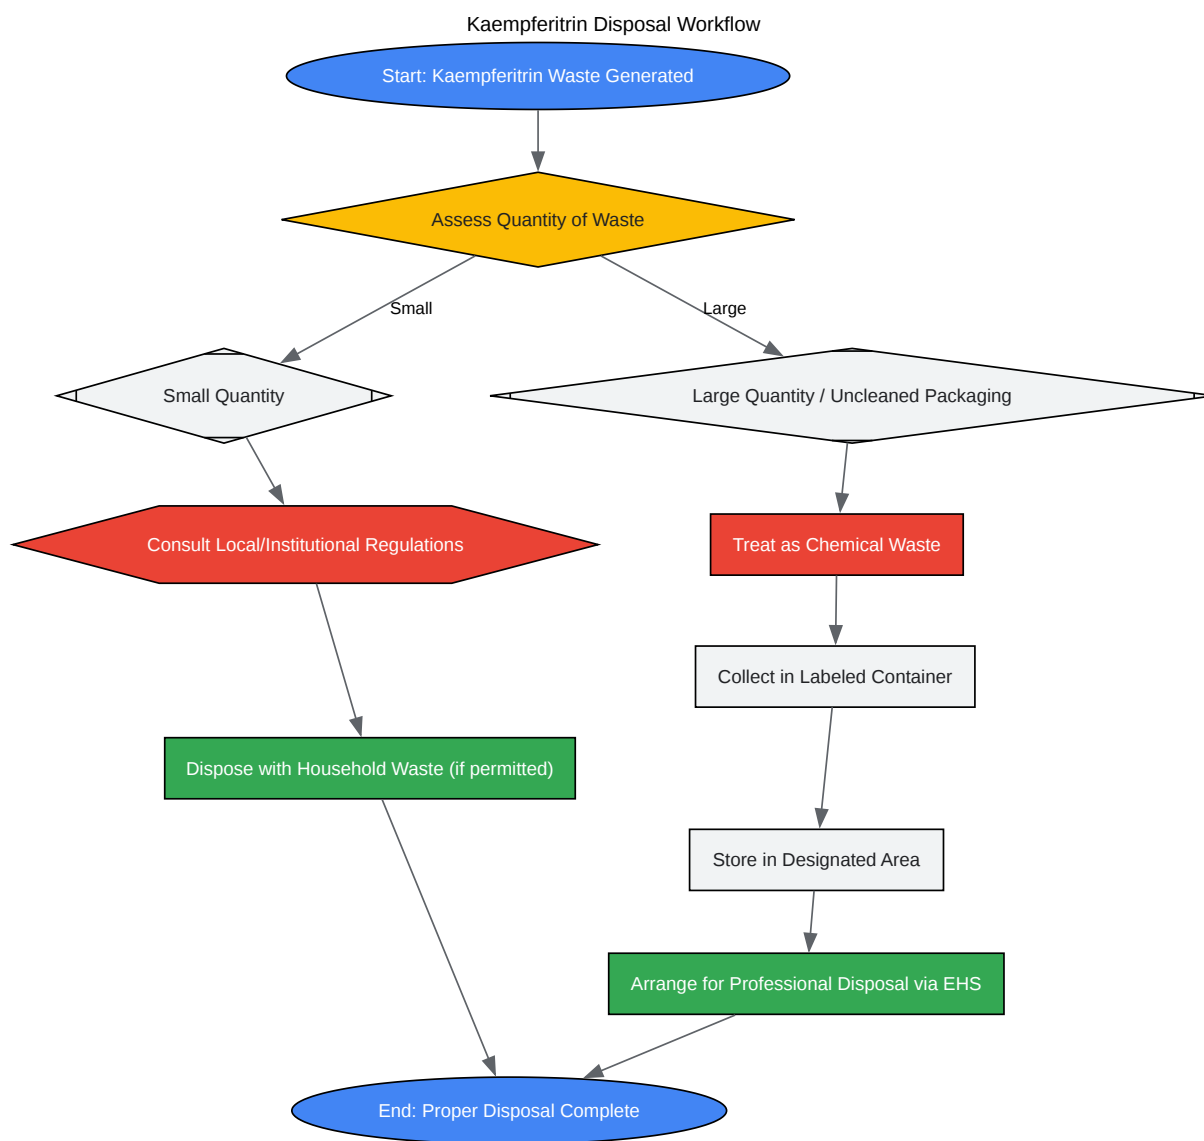 Kaempferitrin Disposal Workflow
Start: Kaempferitrin Waste Generated
Assess Quantity of Waste
Small
Large
Small Quantity
Large Quantity / Uncleaned Packaging
Consult Local/Institutional Regulations
Treat as Chemical Waste
Collect in Labeled Container
Dispose with Household Waste (if permitted)
Store in Designated Area
Arrange for Professional Disposal via EHS
End: Proper Disposal Complete